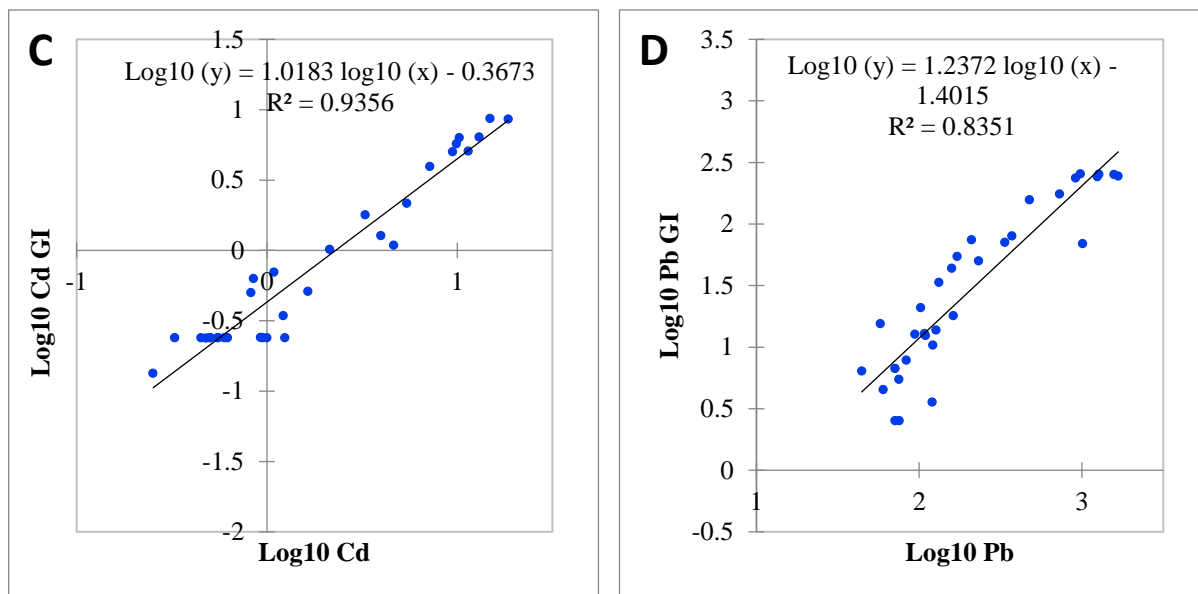 C
1.5
Log10 (y) = 1.0183 log10 (x) - 0.3673
R² = 0.9356
1
0.5
0
-1
0
1
-0.5
-1
-1.5
-2
Log10 Cd GI
Log10 Cd
D
3.5
Log10 (y) = 1.2372 log10 (x) -
1.4015
R² = 0.8351
3
2.5
2
1.5
1
0.5
0
-0.5
1
2
3
Log10 Pb GI
Log10 Pb